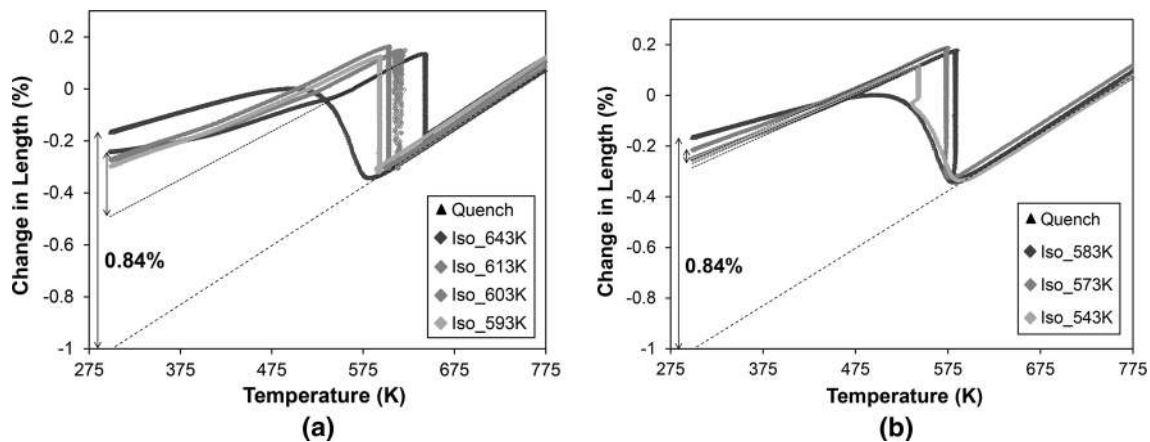 0.2
0
-0.2
-0.4
-0.6
-0.8
-1
Change in Length (%)
0.84%
▲ Quench
◆ Iso_643K
◆ Iso_613K
◆ Iso_603K
◆ Iso_593K
275 375 475 575 675 775
Temperature (K)
(a)
0.2
0
-0.2
-0.4
-0.6
-0.8
-1
Change in Length (%)
0.84%
▲ Quench
◆ Iso_583K
◆ Iso_573K
◆ Iso_543K
275 375 475 575 675 775
Temperature (K)
(b)